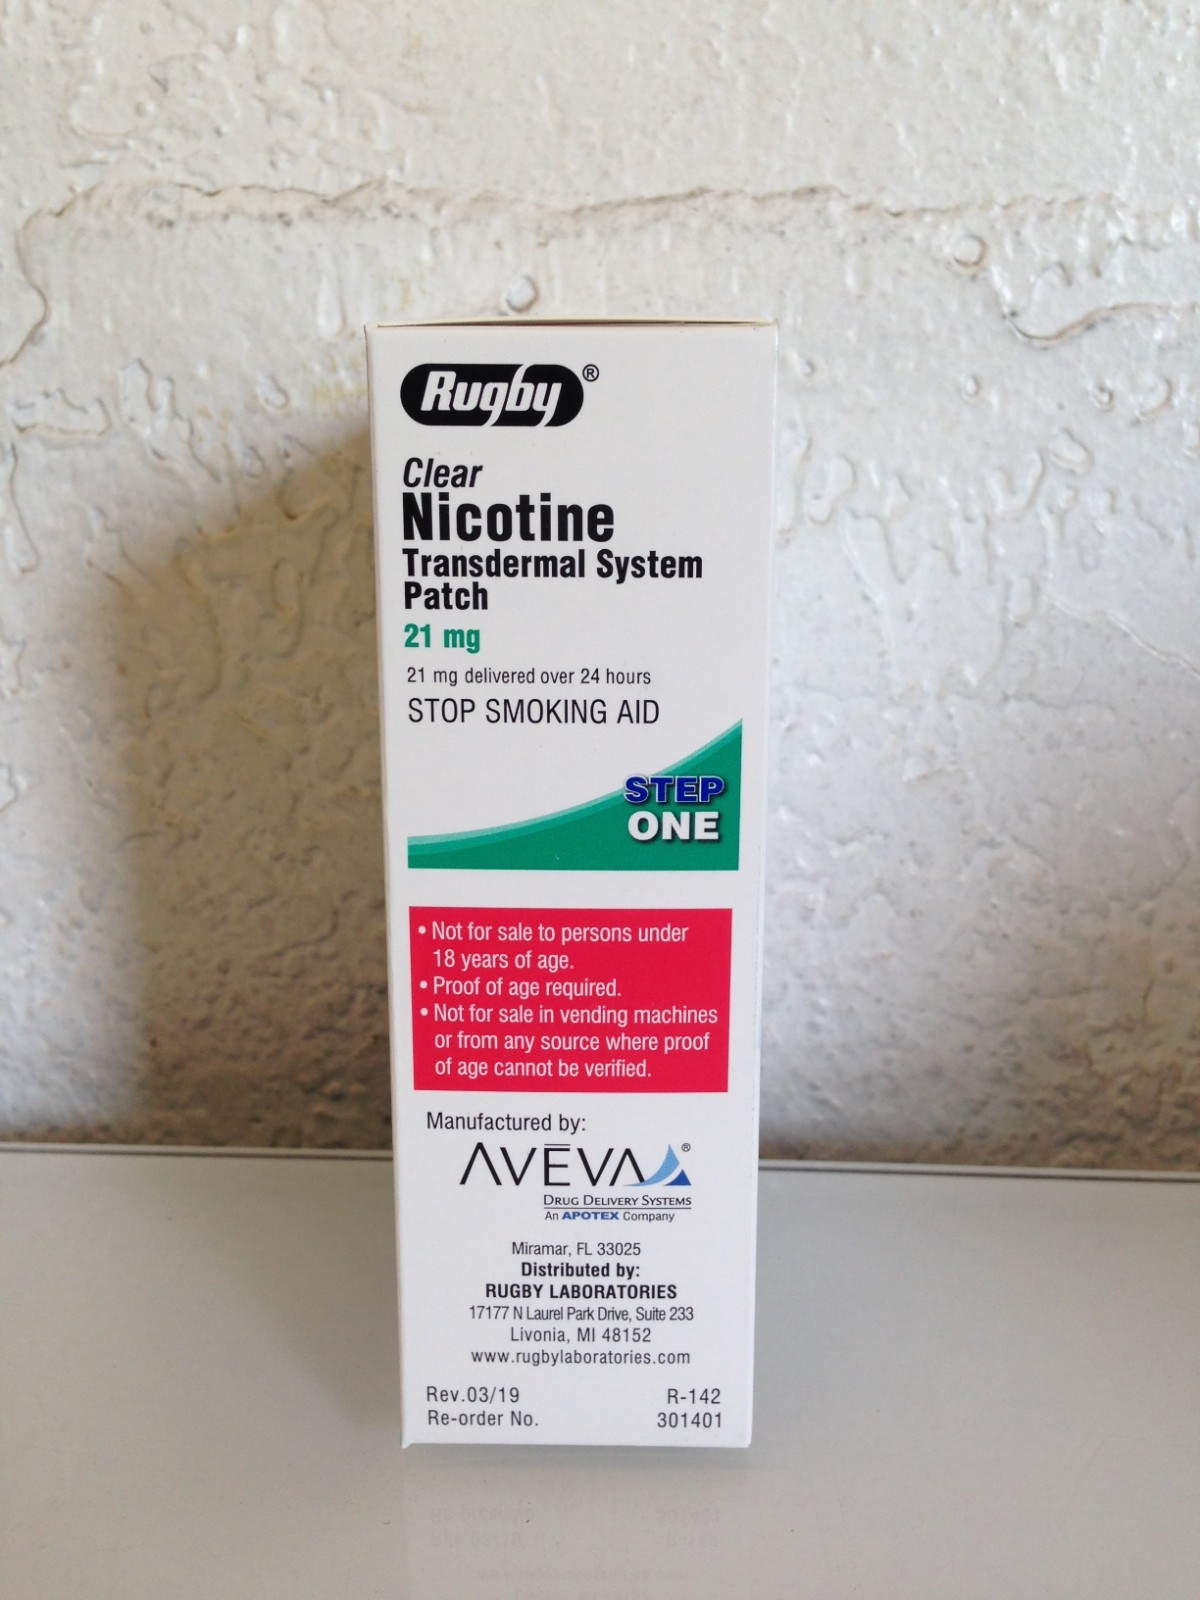 Rugby®
Clear
Nicotine
Transdermal System
Patch
21 mg
21 mg delivered over 24 hours
STOP SMOKING AID
STEP
ONE
• Not for sale to persons under
18 years of age.
• Proof of age required.
• Not for sale in vending machines
or from any source where proof
of age cannot be verified.
Manufactured by:
AVĒVA®
DRUG DELIVERY SYSTEMS
An APOTEX Company
Miramar, FL 33025
Distributed by:
RUGBY LABORATORIES
17177 N Laurel Park Drive, Suite 233
Livonia, MI 48152
www.rugbylaboratories.com
Rev.03/19 R-142
Re-order No. 301401